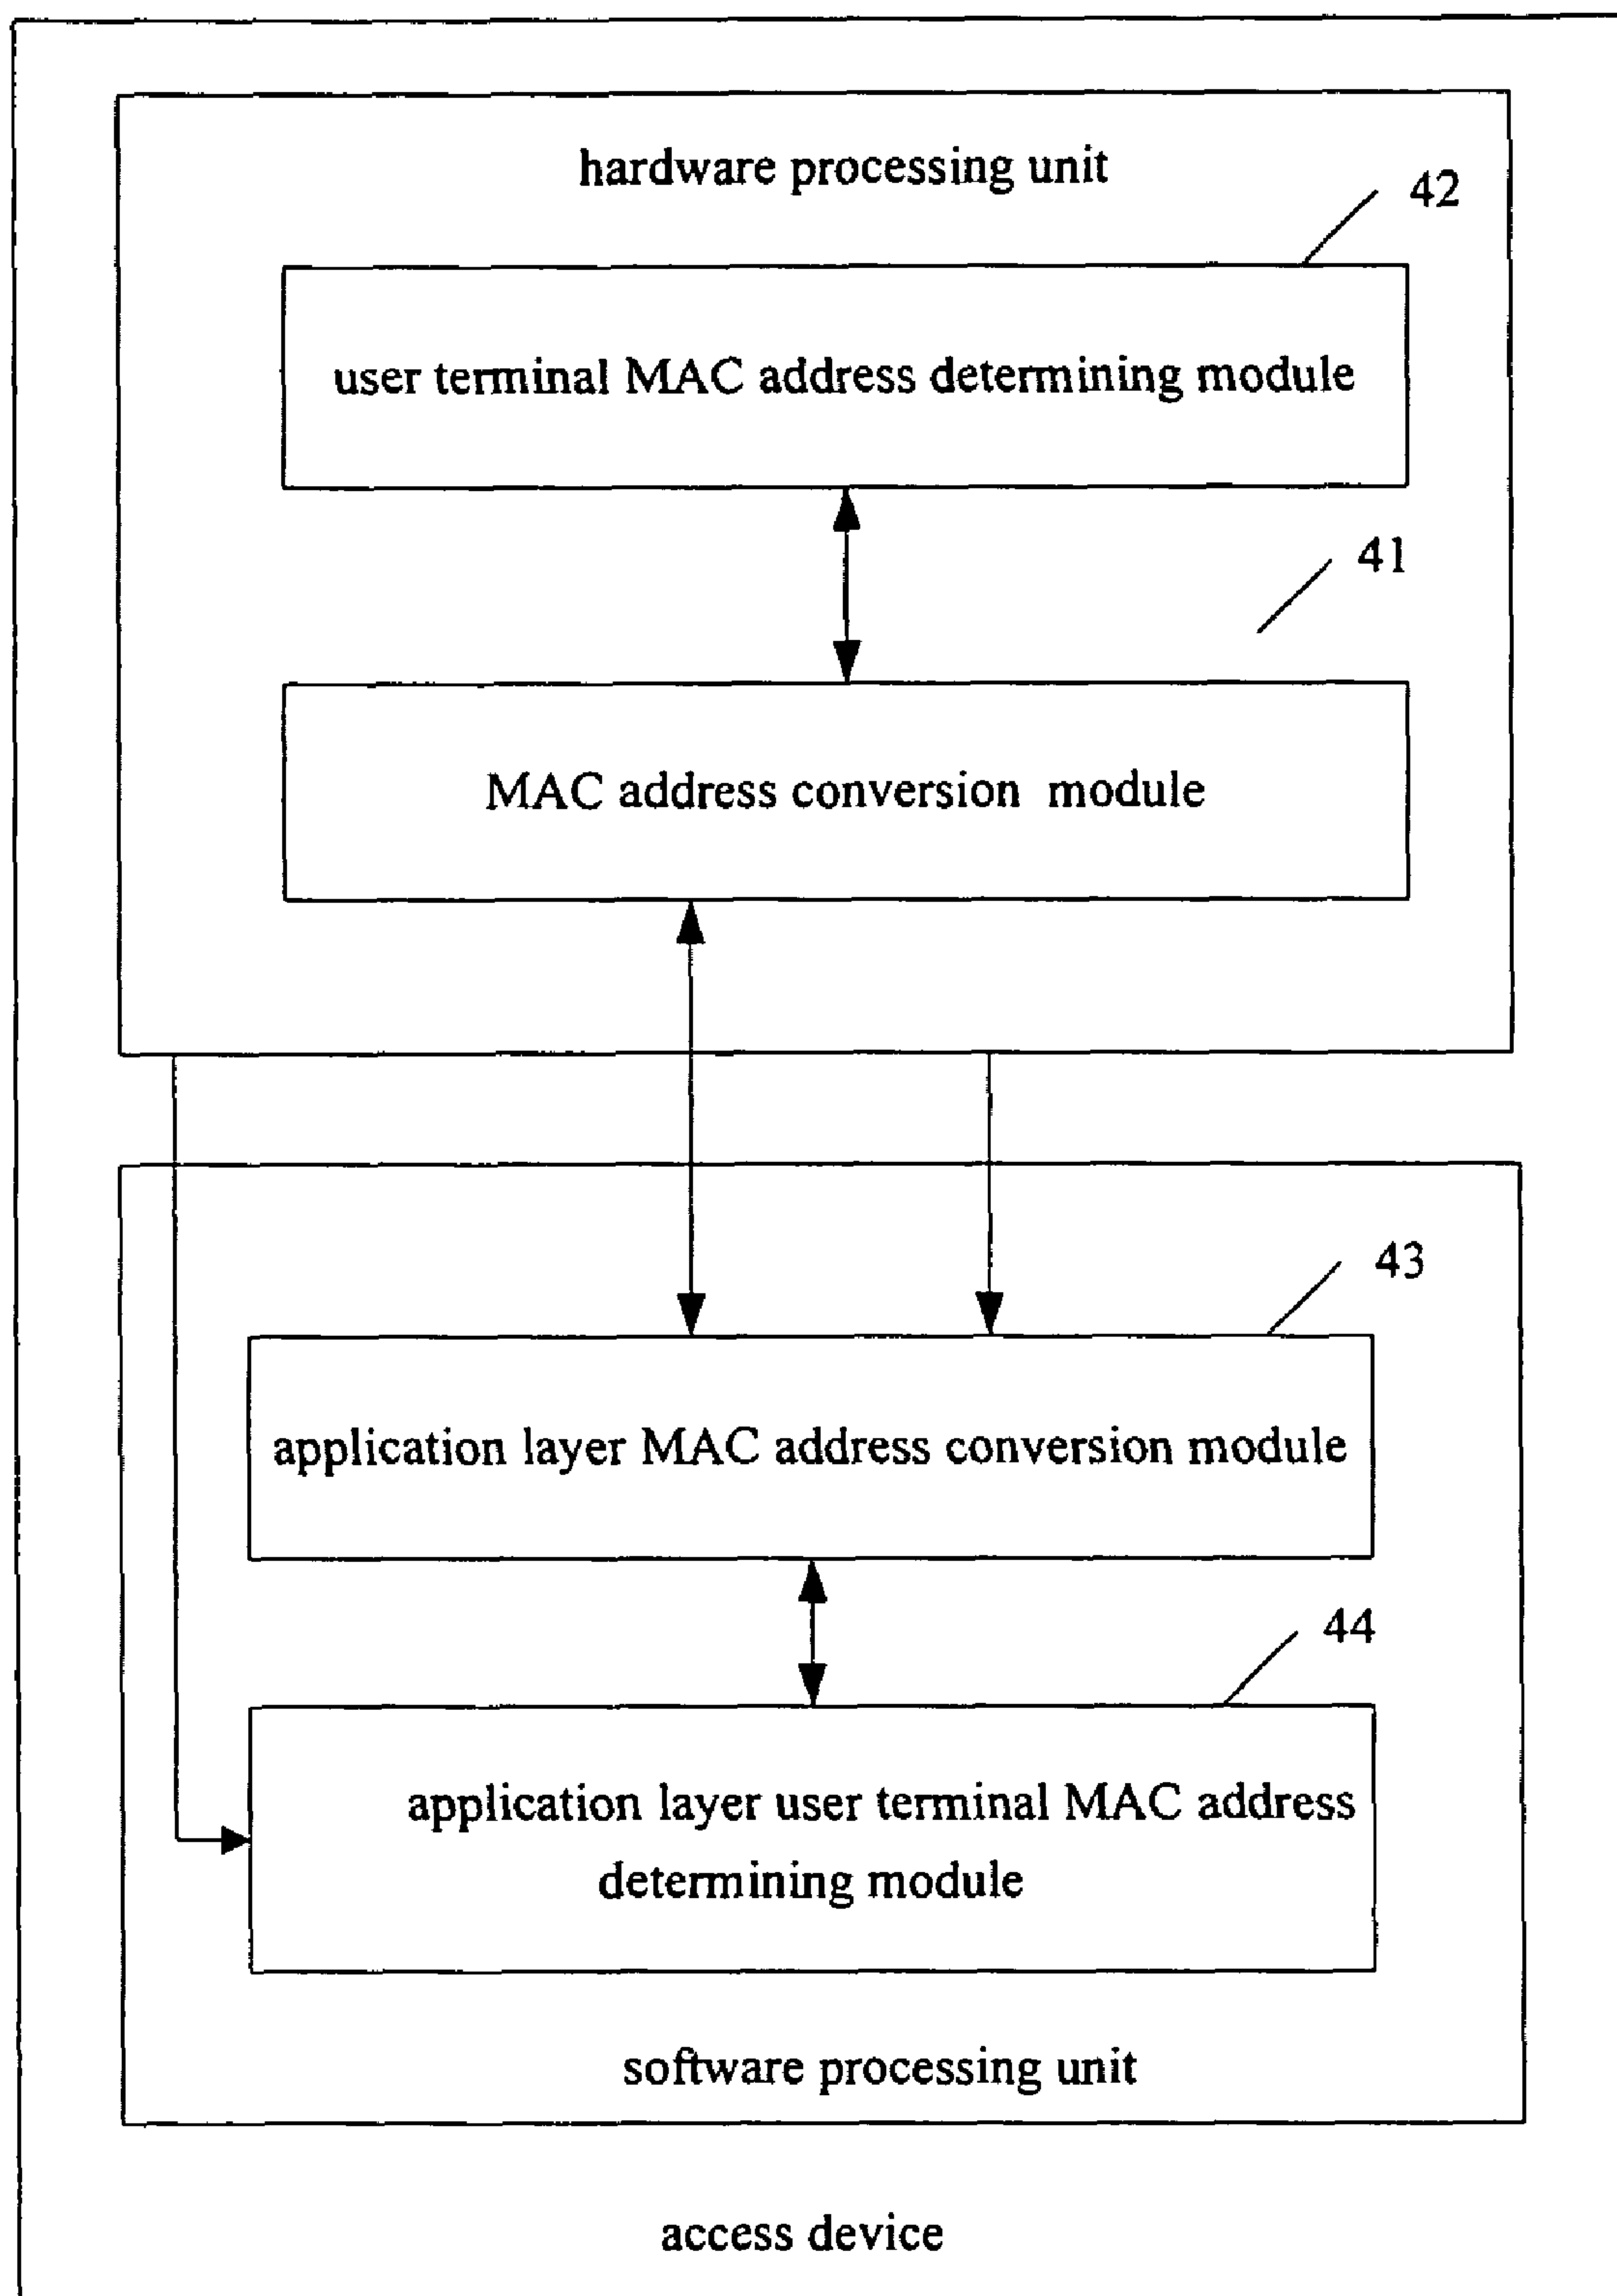 hardware processing unit
42
user terminal MAC address determining module
41
MAC address conversion module
43
application layer MAC address conversion module
44
application layer user terminal MAC address
determining module
software processing unit
access device